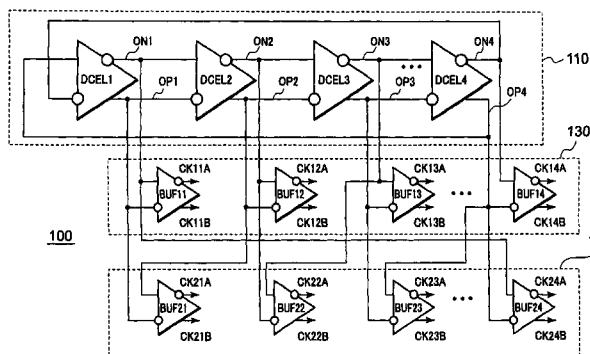 ON1 ON2 ON3 ON4
110
DCEL1 DCEL2 DCEL3 DCEL4
OP1 OP2 OP3 OP4
130
CK11A CK12A CK13A CK14A
BUF11 BUF12 BUF13 BUF14
CK11B CK12B CK13B CK14B
100
CK21A CK22A CK23A CK24A
BUF21 BUF22 BUF23 BUF24
CK21B CK22B CK23B CK24B